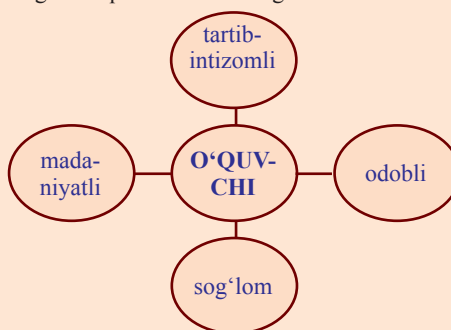 tartib-
intizomli
mada-
niyatli
O‘QUV-
CHI
odobli
sog‘lom